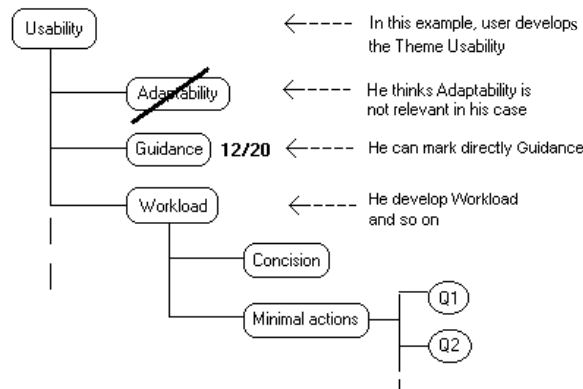 Usability
In this example, user develops
the Theme Usability
Adaptability
He thinks Adaptability is
not relevant in his case
Guidance 12/20
He can mark directly Guidance
Workload
He develop Workload
and so on
Concision
Minimal actions
Q1
Q2